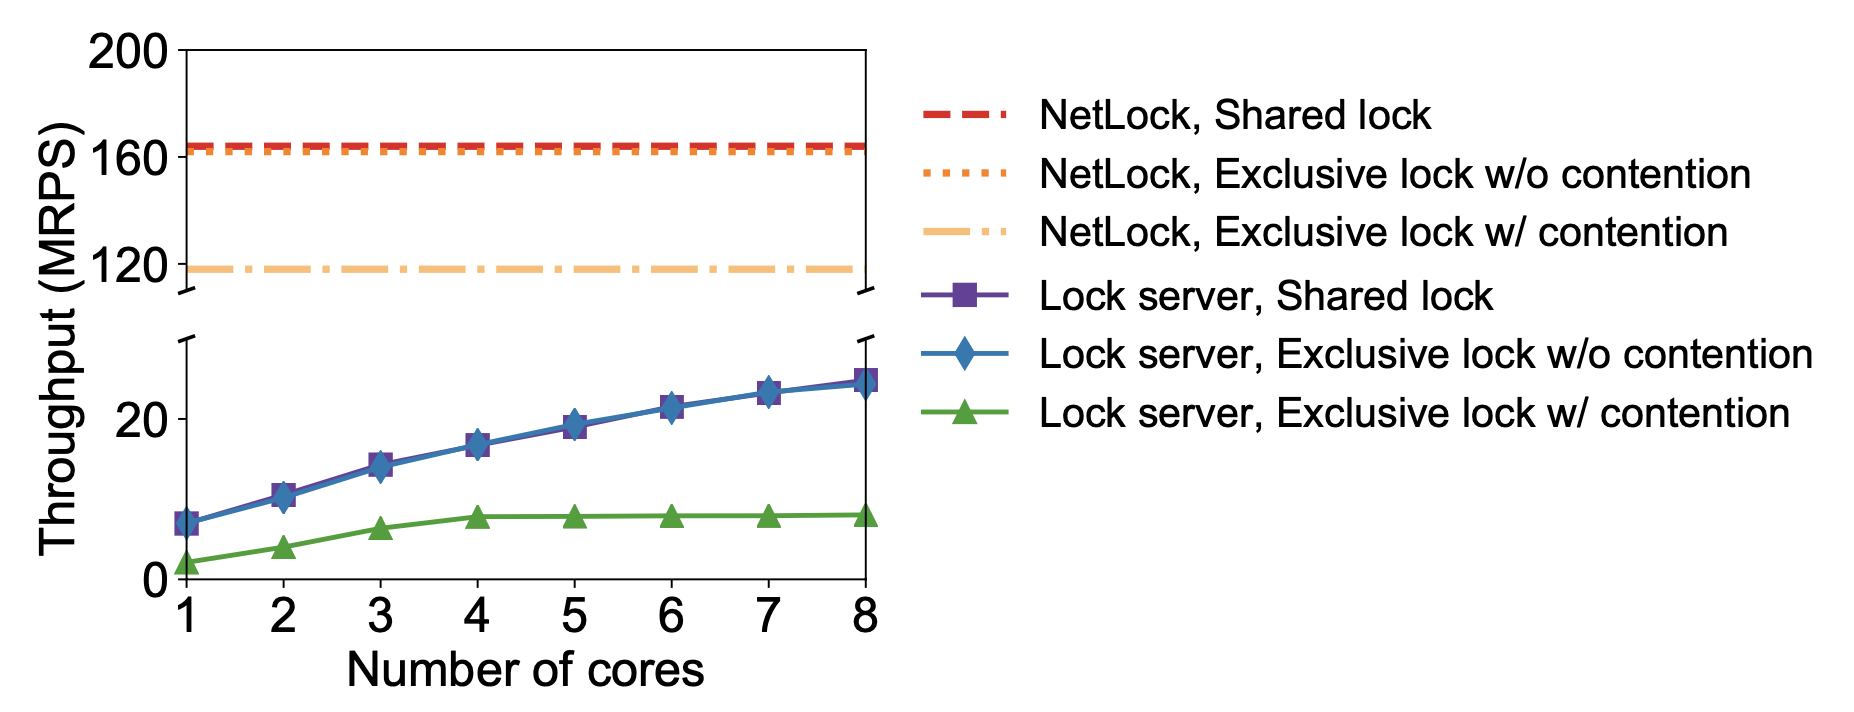 200
160
120
20
0
Throughput (MRPS)
1 2 3 4 5 6 7 8
Number of cores
NetLock, Shared lock
NetLock, Exclusive lock w/o contention
NetLock, Exclusive lock w/ contention
Lock server, Shared lock
Lock server, Exclusive lock w/o contention
Lock server, Exclusive lock w/ contention